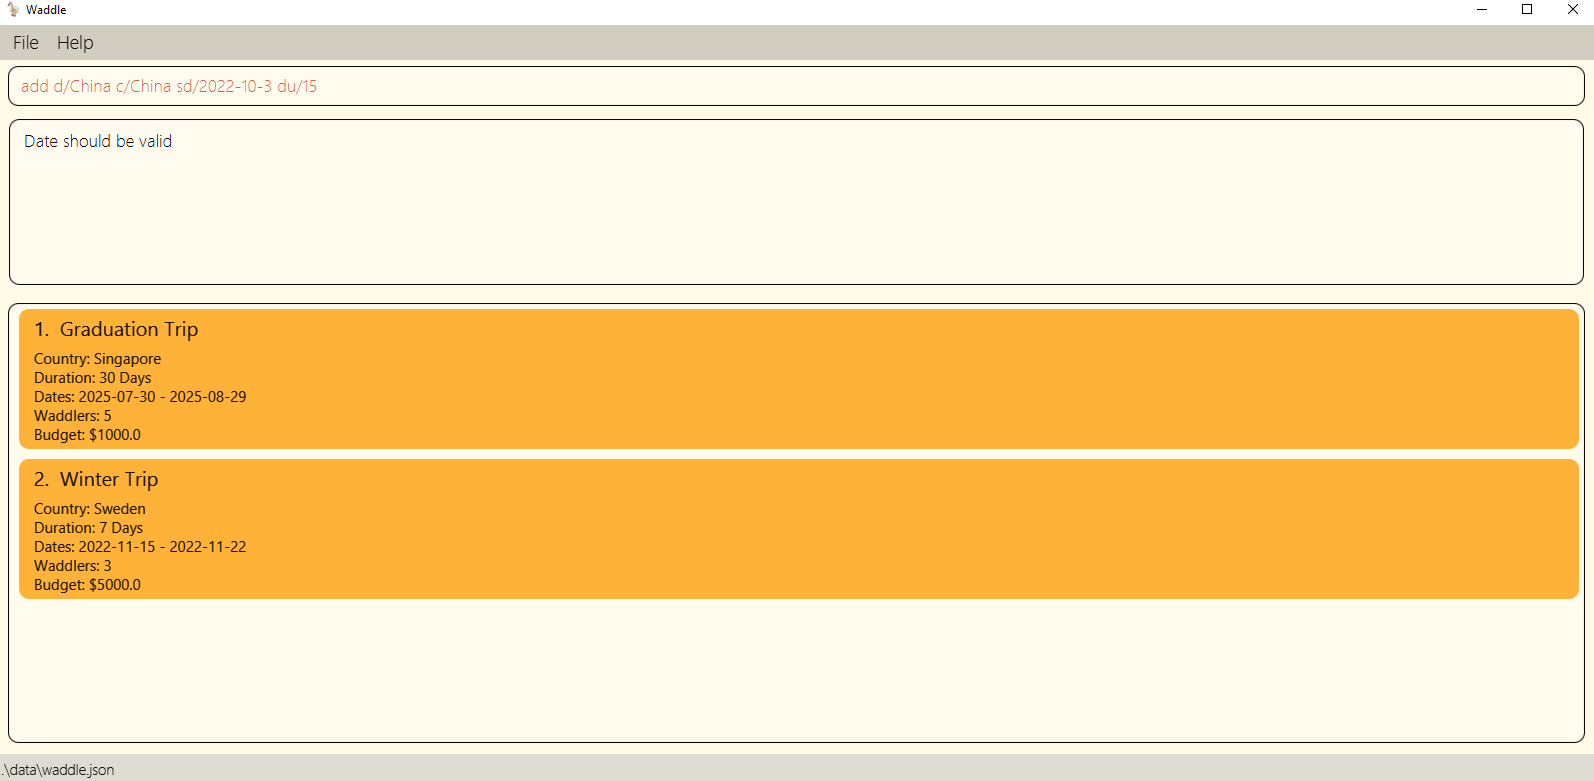 Waddle
File Help
add d/China c/China sd/2022-10-3 du/15
Date should be valid
1. Graduation Trip
Country: Singapore
Duration: 30 Days
Dates: 2025-07-30 - 2025-08-29
Waddlers: 5
Budget: $1000.0
2. Winter Trip
Country: Sweden
Duration: 7 Days
Dates: 2022-11-15 - 2022-11-22
Waddlers: 3
Budget: $5000.0
.\data\waddle.json